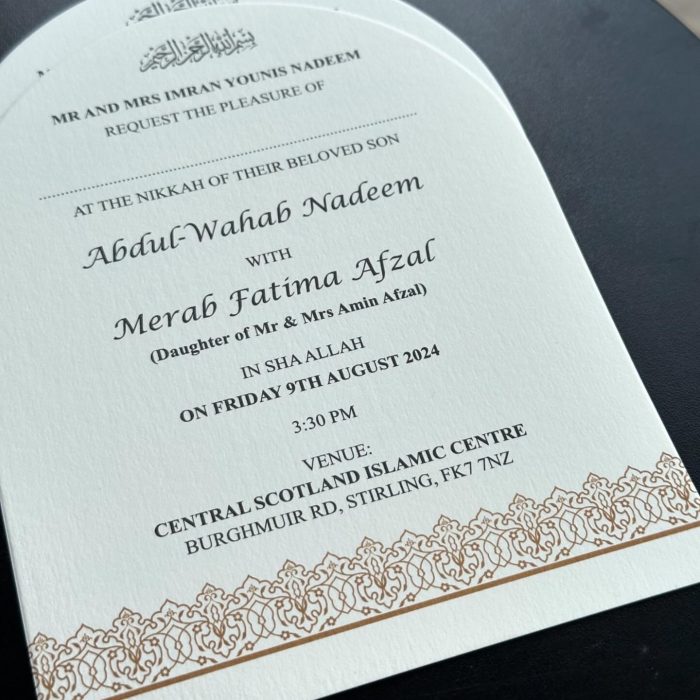 بسم الله الرحمن الرحيم
MR AND MRS IMRAN YOUNIS NADEEM
REQUEST THE PLEASURE OF
AT THE NIKKAH OF THEIR BELOVED SON
Abdul-Wahab Nadeem
WITH
Merab Fatima Afzal
(Daughter of Mr & Mrs Amin Afzal)
IN SHA ALLAH
ON FRIDAY 9TH AUGUST 2024
3:30 PM
VENUE:
CENTRAL SCOTLAND ISLAMIC CENTRE
BURGHMUIR RD, STIRLING, FK7 7NZ